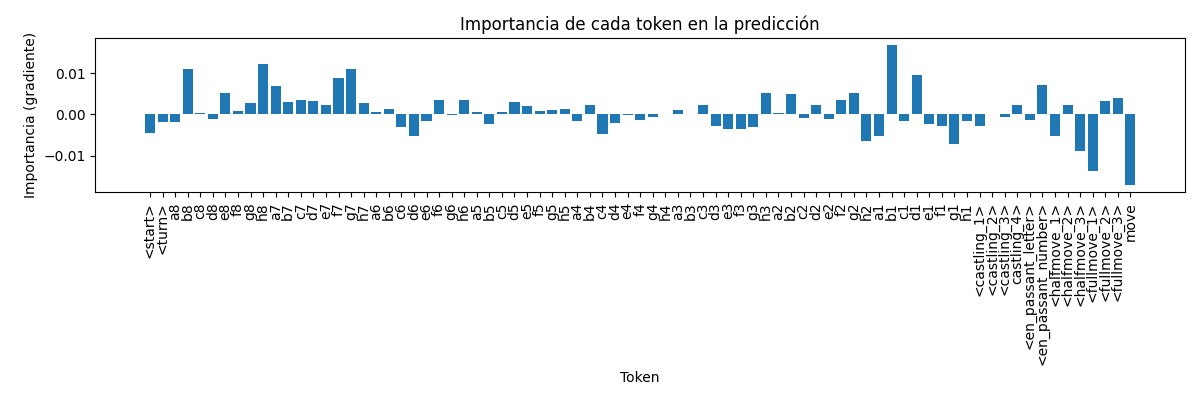 Importancia de cada token en la predicción
Importancia (gradiente)
0.01
0.00
−0.01
<start>
<turn>
a8
b8
c8
d8
e8
f8
g8
h8
a7
b7
c7
d7
e7
f7
g7
h7
a6
b6
c6
d6
e6
f6
g6
h6
a5
b5
c5
d5
e5
f5
g5
h5
a4
b4
c4
d4
e4
f4
g4
h4
a3
b3
c3
d3
e3
f3
g3
h3
a2
b2
c2
d2
e2
f2
g2
h2
a1
b1
c1
d1
e1
f1
g1
h1
<castling_1>
<castling_2>
<castling_3>
castling_4>
<en_passant_letter>
<en_passant_number>
<halfmove_1>
<halfmove_2>
<halfmove_3>
<fullmove_1>
<fullmove_2>
<fullmove_3>
move
Token